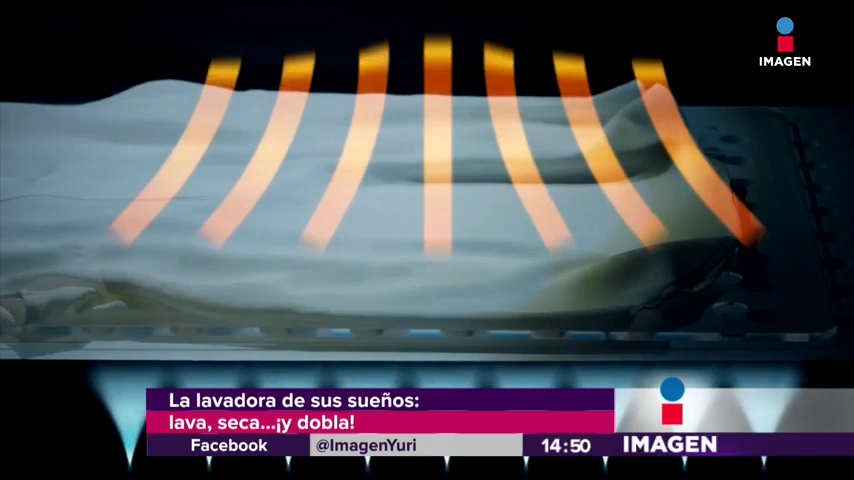 IMAGEN
La lavadora de sus sueños:
lava, seca...¡y dobla!
Facebook @ImagenYuri 14:50 IMAGEN